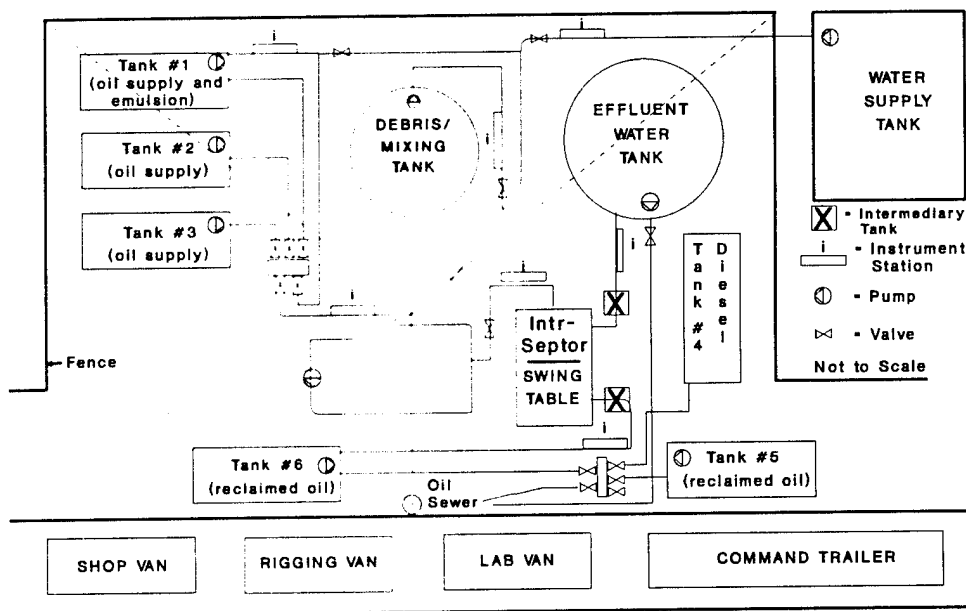 i
i
Tank #1
(oil supply and
emulsion)
Tank #2
(oil supply)
Tank #3
(oil supply)
DEBRIS/
MIXING
TANK
i
EFFLUENT
WATER
TANK
WATER
SUPPLY
TANK
- Intermediary
Tank
i
- Instrument
Station
- Pump
- Valve
Not to Scale
i
Tank #4
Diesel
i
i
Intr-
Septor
SWING
TABLE
Fence
i
Tank #6
(reclaimed oil)
Oil
Sewer
Tank #5
(reclaimed oil)
SHOP VAN
RIGGING VAN
LAB VAN
COMMAND TRAILER